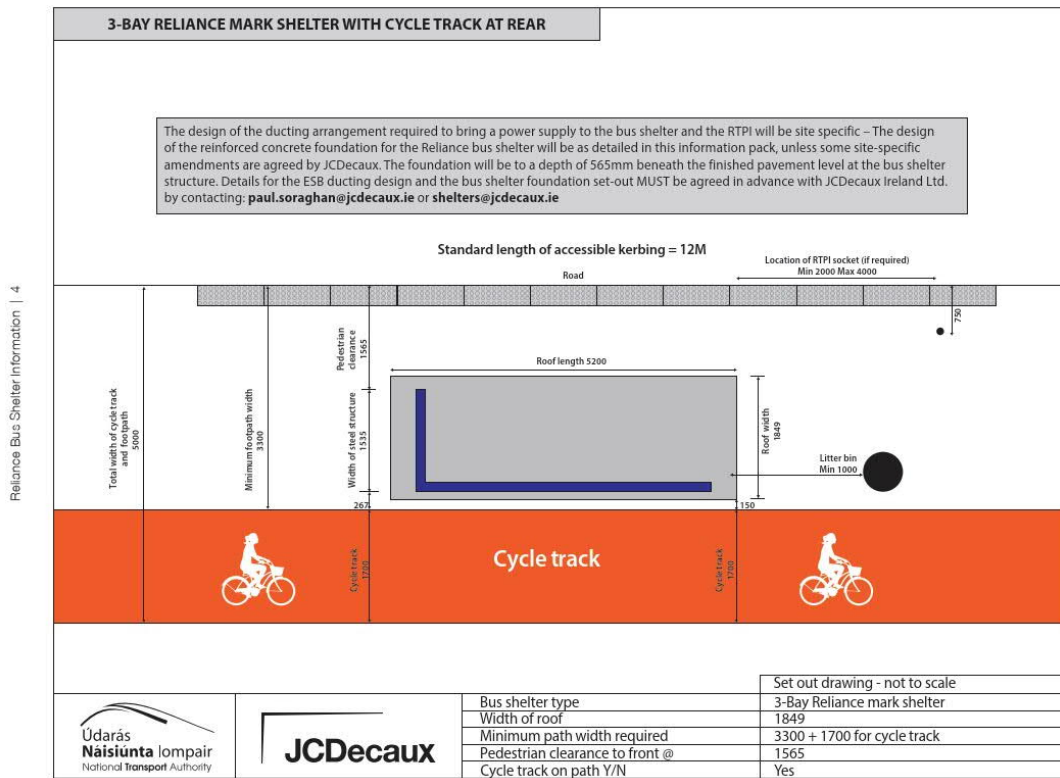 3-BAY RELIANCE MARK SHELTER WITH CYCLE TRACK AT REAR
The design of the ducting arrangement required to bring a power supply to the bus shelter and the RTPI will be site specific – The design
of the reinforced concrete foundation for the Reliance bus shelter will be as detailed in this information pack, unless some site-specific
amendments are agreed by JCDecaux. The foundation will be to a depth of 565mm beneath the finished pavement level at the bus shelter
structure. Details for the ESB ducting design and the bus shelter foundation set-out MUST be agreed in advance with JCDecaux Ireland Ltd.
by contacting: paul.soraghan@jcdecaux.ie or shelters@jcdecaux.ie
Standard length of accessible kerbing = 12M
Location of RTPI socket (if required)
Min 2000 Max 4000
Road
Reliance Bus Shelter Information | 4
Total width of cycle track
and footpath
5000
Minimum footpath width
3300
Pedestrian
clearance
1565
Width of steel structure
1535
267
Roof length 5200
Roof width
1849
750
Litter bin
Min 1000
150
Cycle track
1700
Cycle track
Cycle track
1700
Set out drawing - not to scale
Bus shelter type 3-Bay Reliance mark shelter
Width of roof 1849
Minimum path width required 3300 + 1700 for cycle track
Pedestrian clearance to front @ 1565
Cycle track on path Y/N Yes
Údarás
Náisiúnta Iompair
National Transport Authority
JCDecaux